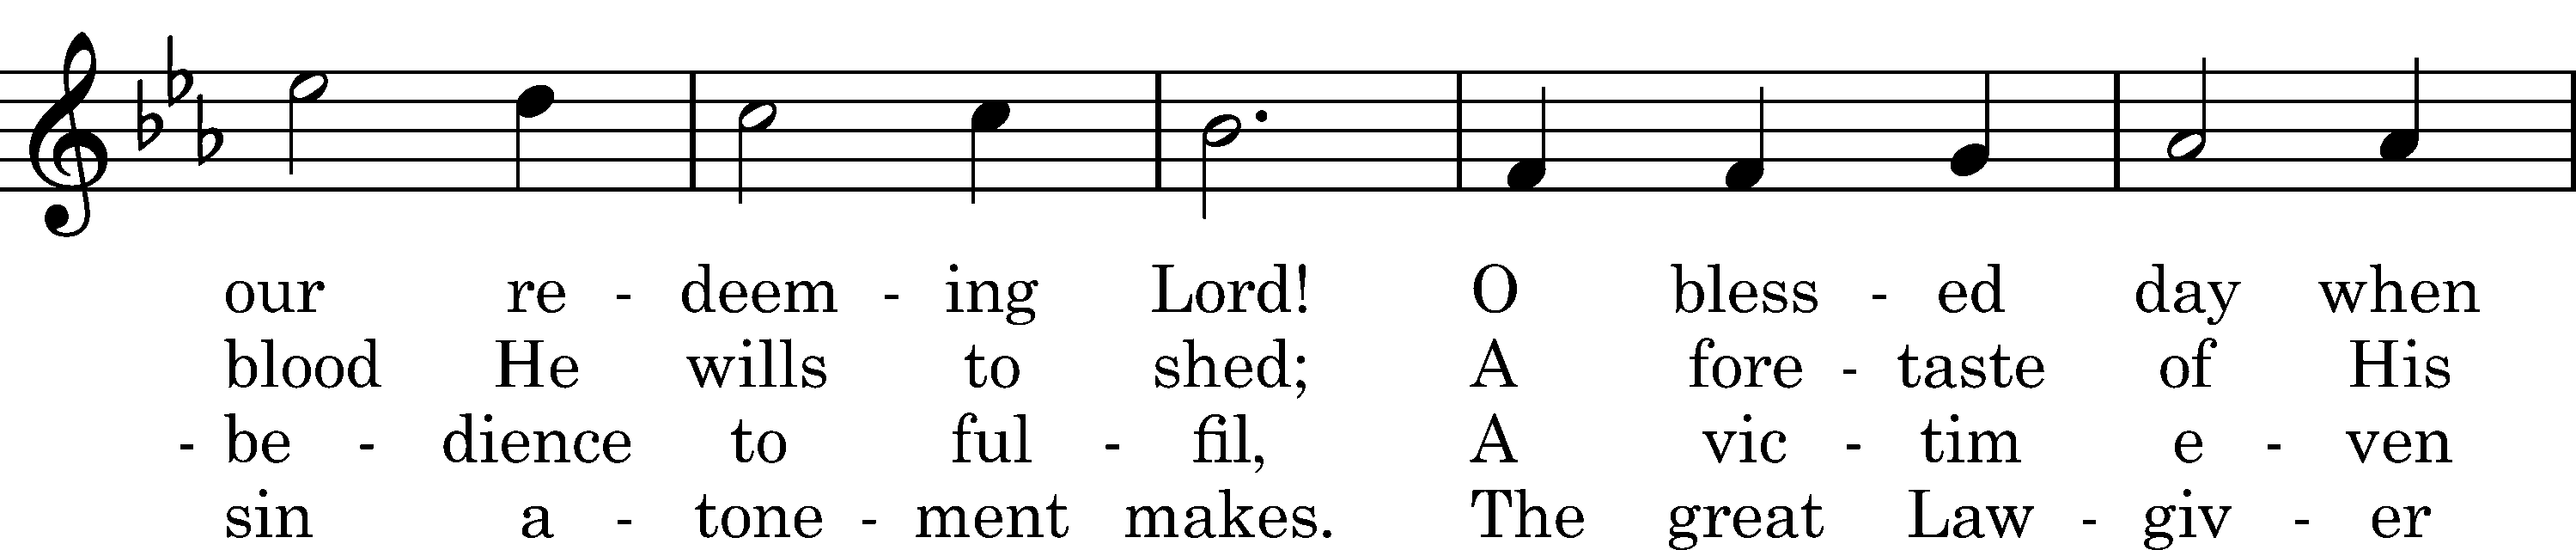 our re - deem - ing Lord! O bless - ed day when
blood He wills to shed; A fore - taste of His
- be - dience to ful - fil, A vic - tim e - ven
sin a - tone - ment makes. The great Law - giv - er